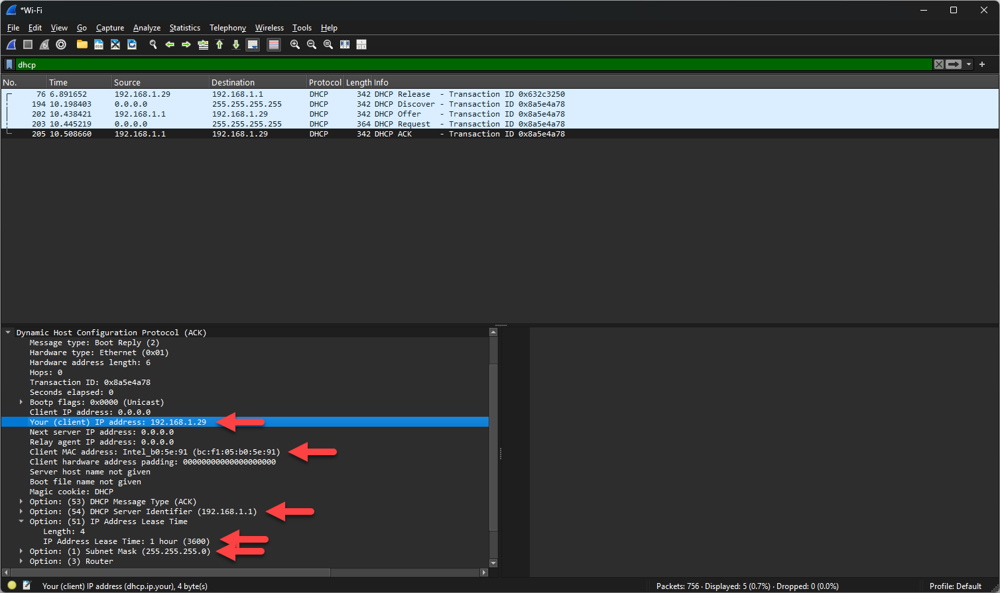 *Wi-Fi
File Edit View Go Capture Analyze Statistics Telephony Wireless Tools Help
dhcp
No. Time Source Destination Protocol Length Info
76 6.891652 192.168.1.29 192.168.1.1 DHCP 342 DHCP Release - Transaction ID 0x632c3250
194 10.198403 0.0.0.0 255.255.255.255 DHCP 342 DHCP Discover - Transaction ID 0x8a5e4a78
202 10.438421 192.168.1.1 192.168.1.29 DHCP 342 DHCP Offer - Transaction ID 0x8a5e4a78
203 10.445219 0.0.0.0 255.255.255.255 DHCP 364 DHCP Request - Transaction ID 0x8a5e4a78
205 10.508660 192.168.1.1 192.168.1.29 DHCP 342 DHCP ACK - Transaction ID 0x8a5e4a78
Dynamic Host Configuration Protocol (ACK)
Message type: Boot Reply (2)
Hardware type: Ethernet (0x01)
Hardware address length: 6
Hops: 0
Transaction ID: 0x8a5e4a78
Seconds elapsed: 0
Bootp flags: 0x0000 (Unicast)
Client IP address: 0.0.0.0
Your (client) IP address: 192.168.1.29
Next server IP address: 0.0.0.0
Relay agent IP address: 0.0.0.0
Client MAC address: Intel_b0:5e:91 (bc:f1:05:b0:5e:91)
Client hardware address padding: 00000000000000000000
Server host name not given
Boot file name not given
Magic cookie: DHCP
Option: (53) DHCP Message Type (ACK)
Option: (54) DHCP Server Identifier (192.168.1.1)
Option: (51) IP Address Lease Time
Length: 4
IP Address Lease Time: 1 hour (3600)
Option: (1) Subnet Mask (255.255.255.0)
Option: (3) Router
Your (client) IP address (dhcp.ip.your), 4 byte(s) Packets: 756 · Displayed: 5 (0.7%) · Dropped: 0 (0.0%) Profile: Default